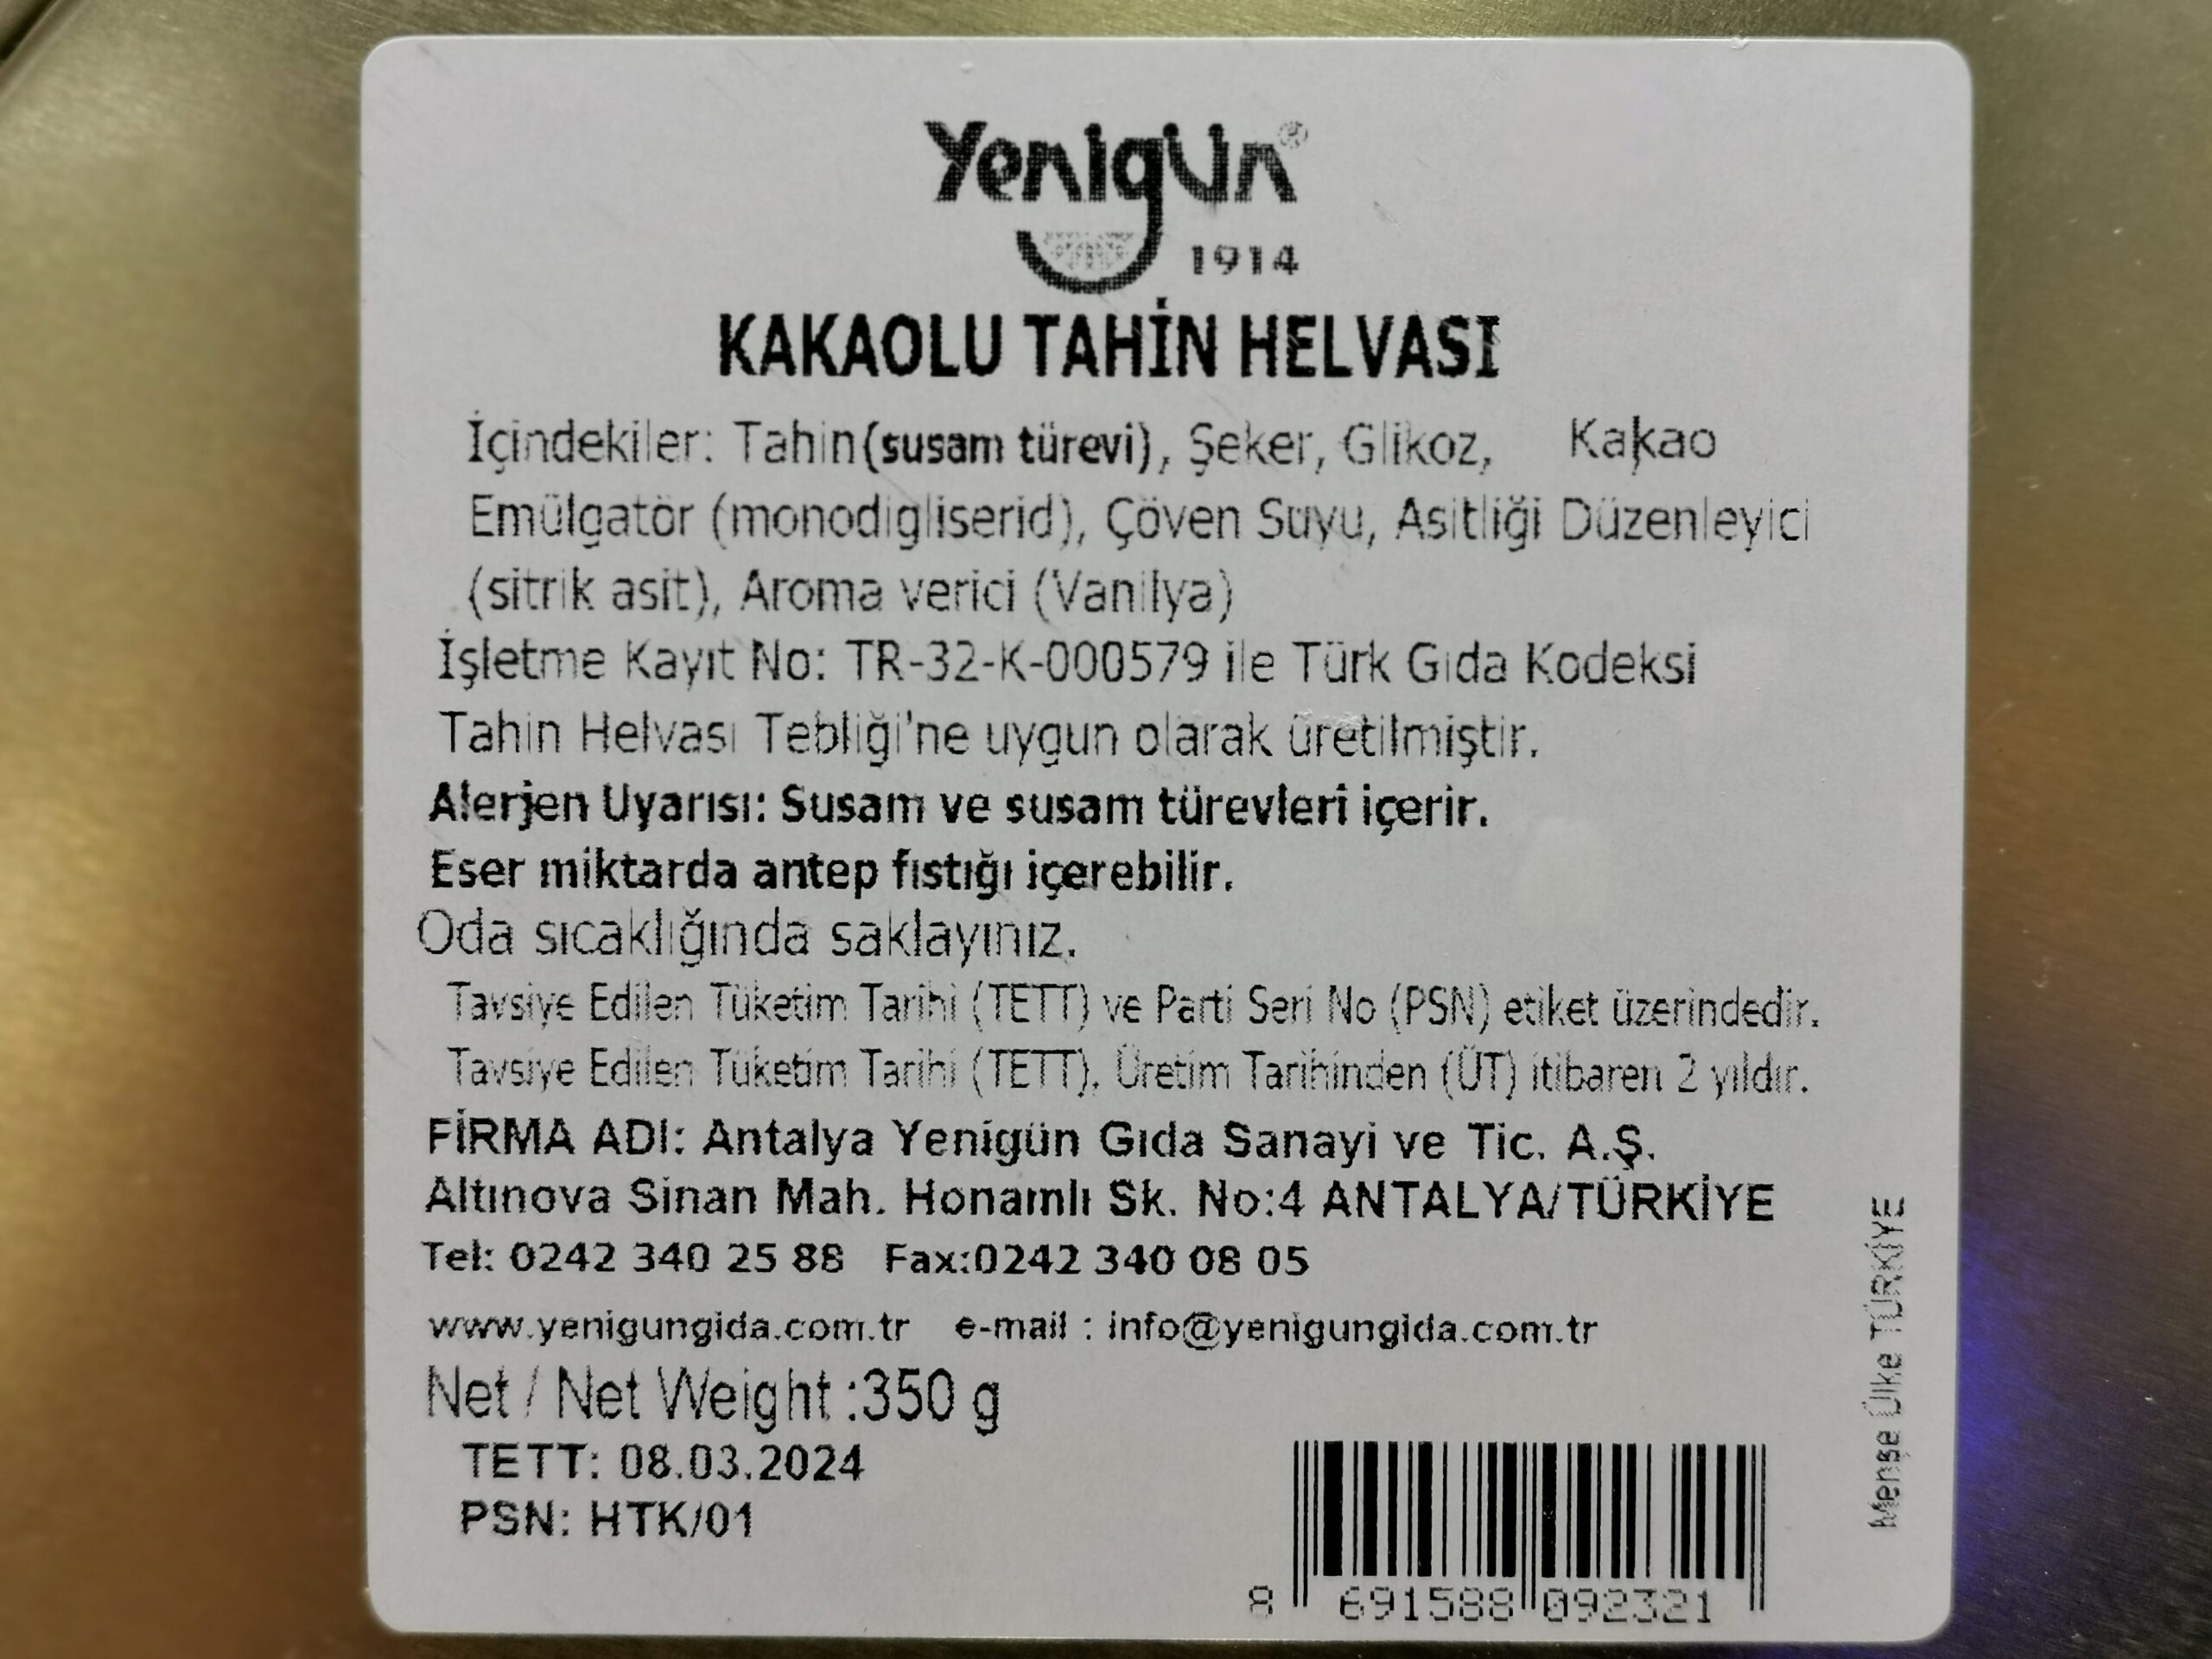 Yenigün®
1914
KAKAOLU TAHİN HELVASI
İçindekiler: Tahin(susam türevi), Şeker, Glikoz, Kakao
Emülgatör (monodigliserid), Çöven Suyu, Asitliği Düzenleyici
(sitrik asit), Aroma verici (Vanilya)
İşletme Kayıt No: TR-32-K-000579 ile Türk Gıda Kodeksi
Tahin Helvası Tebliği'ne uygun olarak üretilmiştir.
Alerjen Uyarısı: Susam ve susam türevleri içerir.
Eser miktarda antep fıstığı içerebilir.
Oda sıcaklığında saklayınız.
Tavsiye Edilen Tüketim Tarihi (TETT) ve Parti Seri No (PSN) etiket üzerindedir.
Tavsiye Edilen Tüketim Tarihi (TETT), Üretim Tarihinden (ÜT) itibaren 2 yıldır.
FİRMA ADI: Antalya Yenigün Gıda Sanayi ve Tic. A.Ş.
Altınova Sinan Mah. Honamlı Sk. No:4 ANTALYA/TÜRKİYE
Tel: 0242 340 25 88 Fax:0242 340 08 05
www.yenigungida.com.tr e-mail : info@yenigungida.com.tr
Net / Net Weight :350 g
TETT: 08.03.2024
PSN: HTK/01
8 691588 092321
Menşe Ülke TÜRKİYE